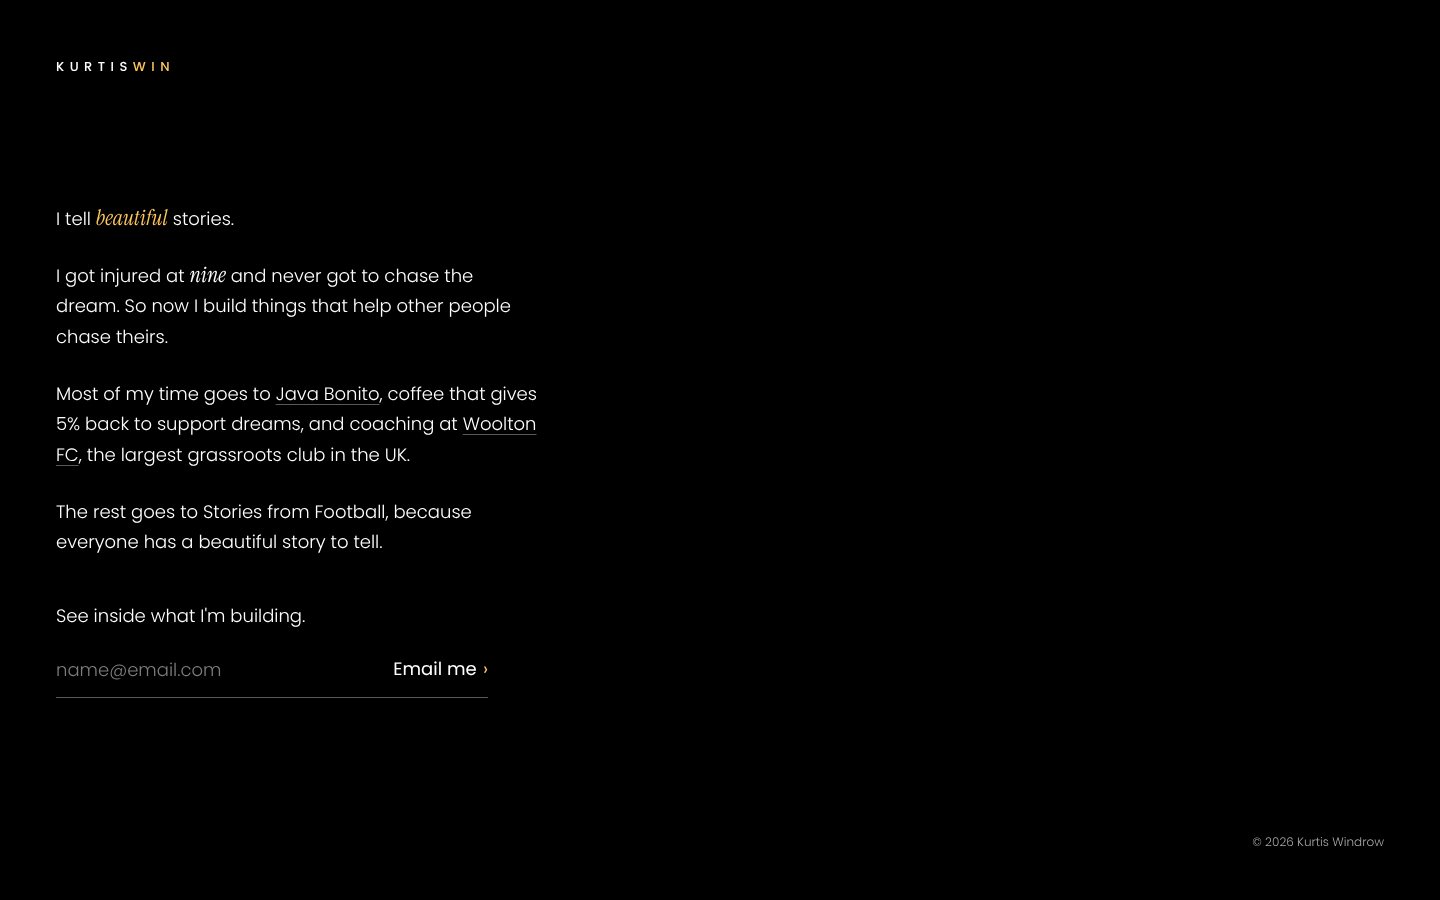 KURTISWIN
I tell beautiful stories.
I got injured at nine and never got to chase the
dream. So now I build things that help other people
chase theirs.
Most of my time goes to Java Bonito, coffee that gives
5% back to support dreams, and coaching at Woolton
FC, the largest grassroots club in the UK.
The rest goes to Stories from Football, because
everyone has a beautiful story to tell.
See inside what I'm building.
name@email.com Email me ›
© 2026 Kurtis Windrow